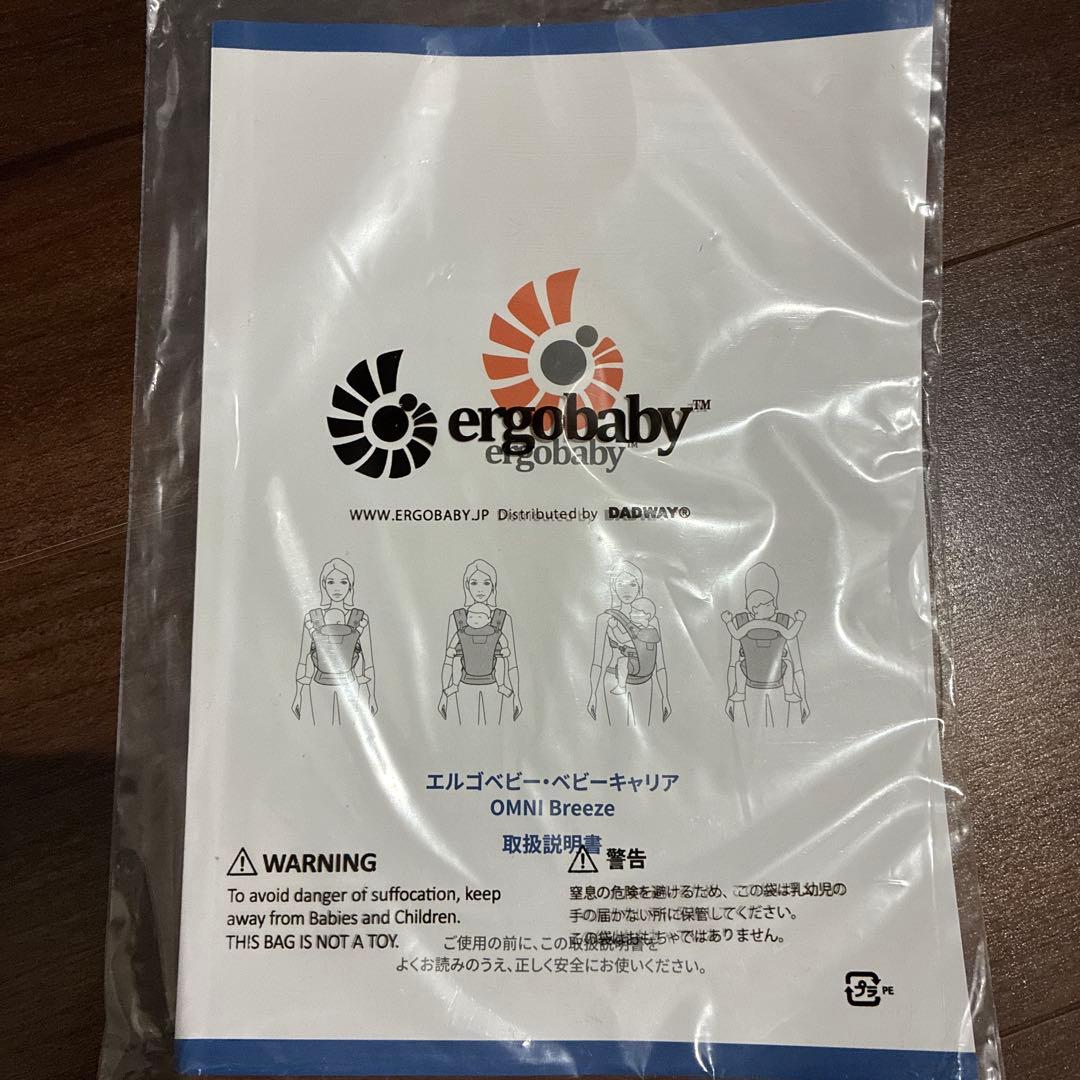 ergobaby™
ergobaby™
WWW.ERGOBABY.JP Distributed by DADWAY®
エルゴベビー・ベビーキャリア
OMNI Breeze
取扱説明書
WARNING
To avoid danger of suffocation, keep
away from Babies and Children.
THIS BAG IS NOT A TOY.
警告
窒息の危険を避けるため、この袋は乳幼児の
手の届かない所に保管してください。
この袋はおもちゃではありません。
ご使用の前に、この取扱説明書を
よくお読みのうえ、正しく安全にお使いください。
プラ PE